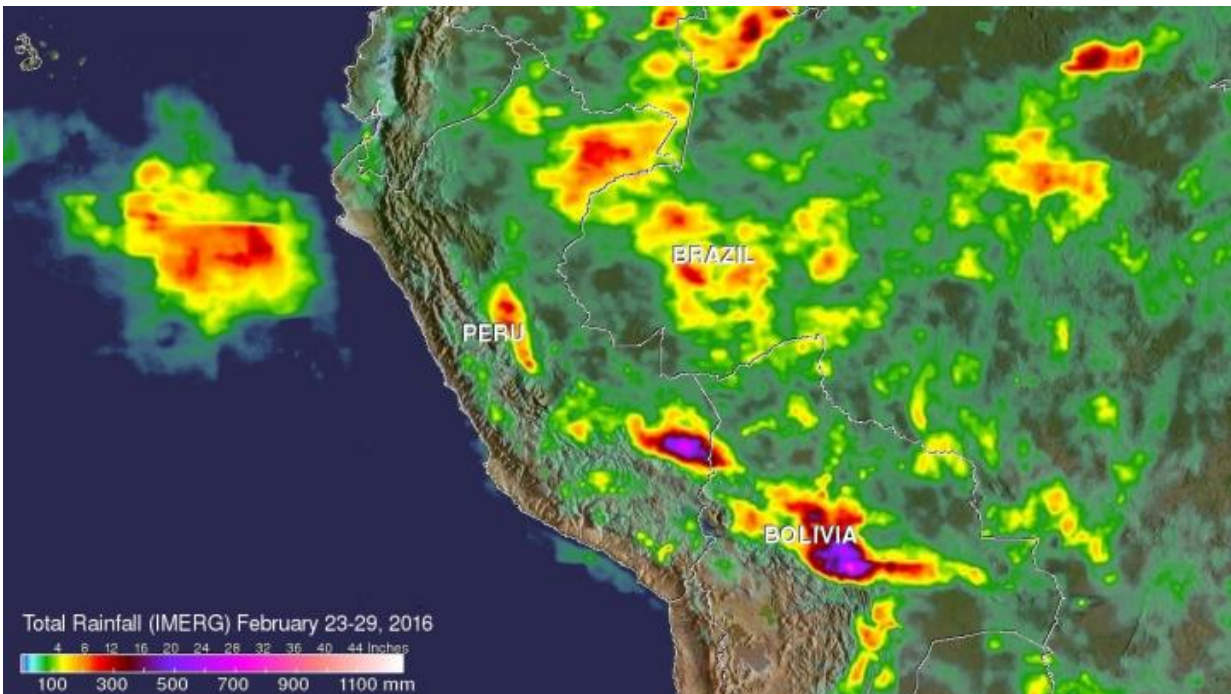 BRAZIL
PERU
BOLIVIA
Total Rainfall (IMERG) February 23-29, 2016
4 8 12 16 20 24 28 32 36 40 44 Inches
100 300 500 700 900 1100 mm